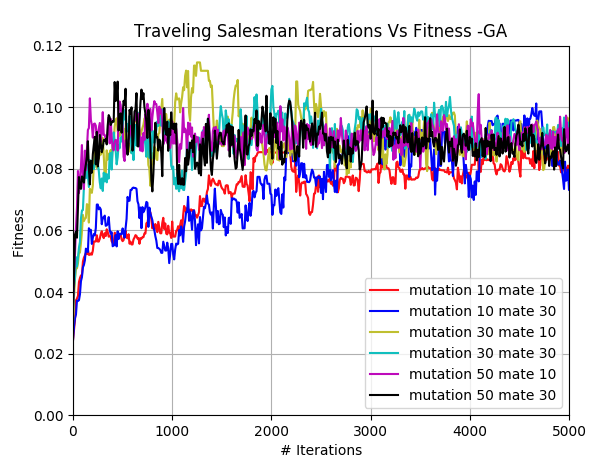 Traveling Salesman Iterations Vs Fitness -GA
0.12
0.10
0.08
0.06
0.04
0.02
0.00
Fitness
0
1000
2000
3000
4000
5000
# Iterations
mutation 10 mate 10
mutation 10 mate 30
mutation 30 mate 10
mutation 30 mate 30
mutation 50 mate 10
mutation 50 mate 30